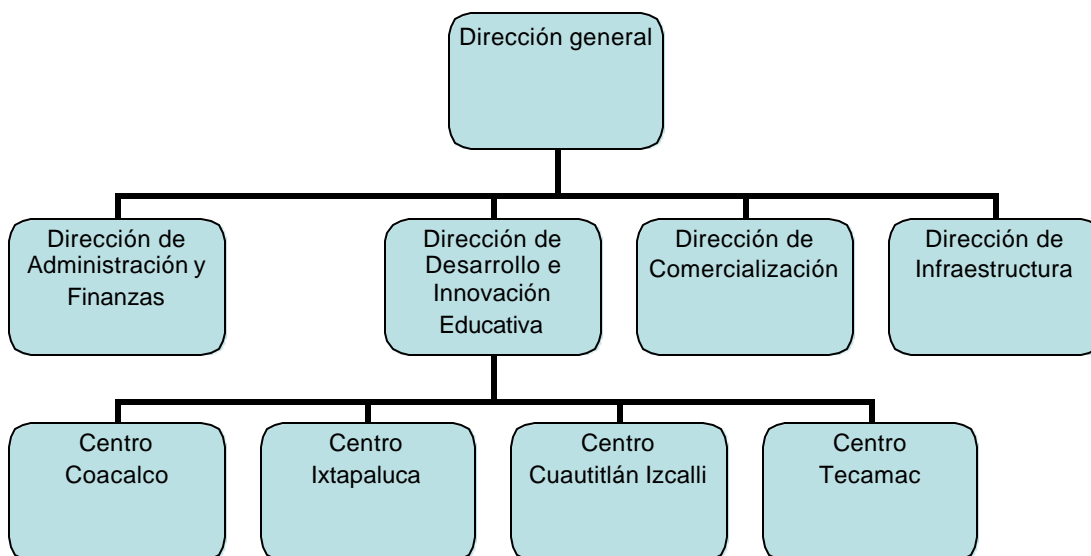 Dirección general
Dirección de
Administración y
Finanzas
Dirección de
Desarrollo e
Innovación
Educativa
Dirección de
Comercialización
Dirección de
Infraestructura
Centro
Coacalco
Centro
Ixtapaluca
Centro
Cuautitlán Izcalli
Centro
Tecamac